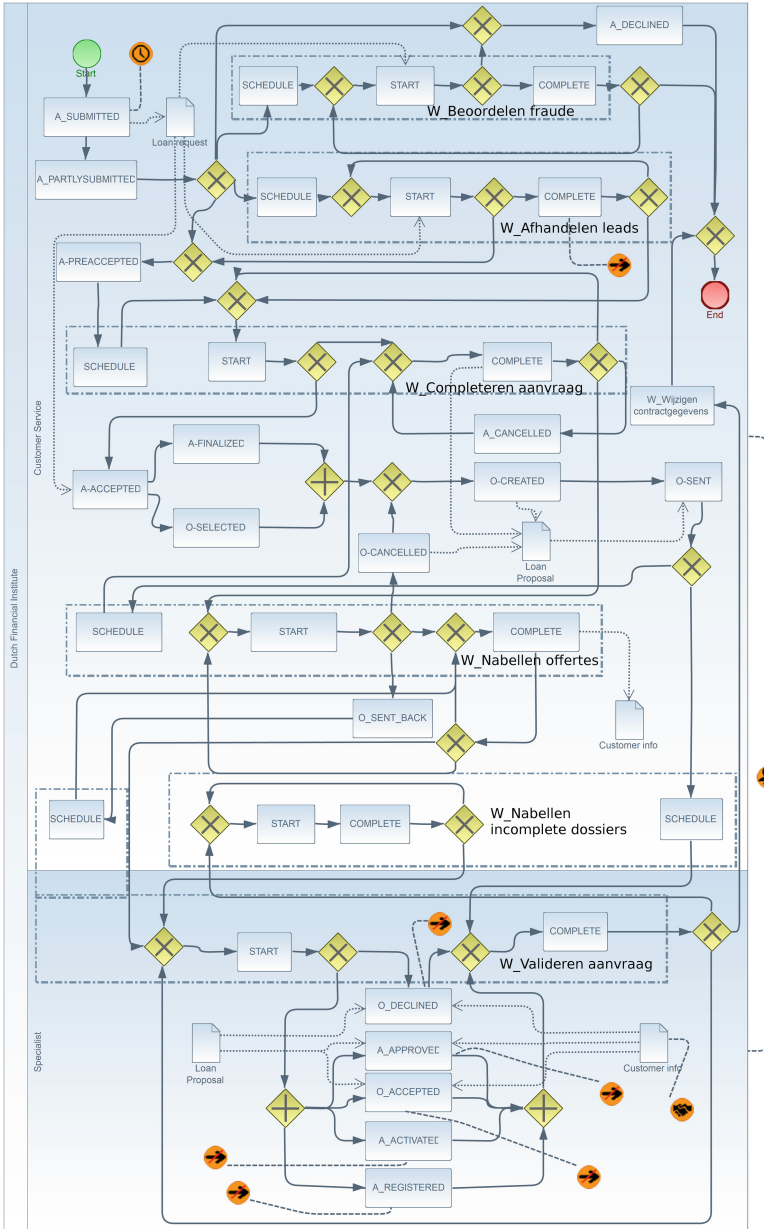 Start
A_DECLINED
SCHEDULE
START
COMPLETE
W_Beoordelen fraude
A_SUBMITTED
Loan request
A_PARTLYSUBMITTED
SCHEDULE
START
COMPLETE
W_Afhandelen leads
A-PREACCEPTED
End
SCHEDULE
START
COMPLETE
W_Completeren aanvraag
W_Wijzigen
contractgegevens
A_CANCELLED
Customer Service
A-FINALIZED
A-ACCEPTED
O-SELECTED
O-CREATED
O-SENT
O-CANCELLED
Loan
Proposal
Dutch Financial Institute
SCHEDULE
START
COMPLETE
W_Nabellen offertes
O_SENT_BACK
Customer info
SCHEDULE
START
COMPLETE
W_Nabellen
incomplete dossiers
SCHEDULE
START
COMPLETE
W_Valideren aanvraag
Specialist
O_DECLINED
Loan
Proposal
A_APPROVED
Customer info
O_ACCEPTED
A_ACTIVATED
A_REGISTERED